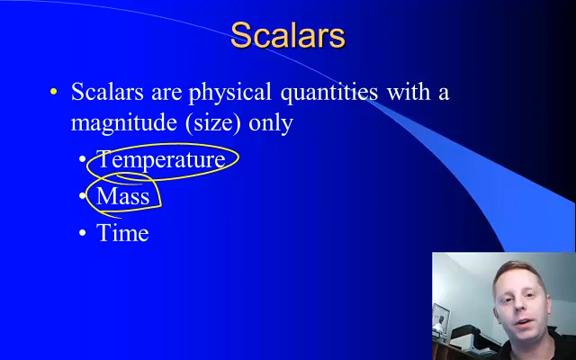 Scalars
• Scalars are physical quantities with a
magnitude (size) only
• Temperature
• Mass
• Time